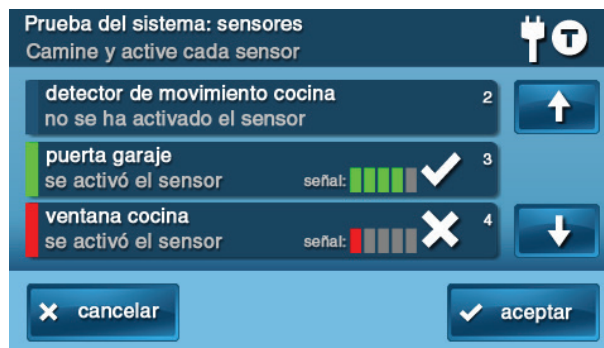 Prueba del sistema: sensores
Camine y active cada sensor
T
detector de movimiento cocina 2
no se ha activado el sensor
puerta garaje 3
se activó el sensor señal:
ventana cocina 4
se activó el sensor señal:
cancelar aceptar